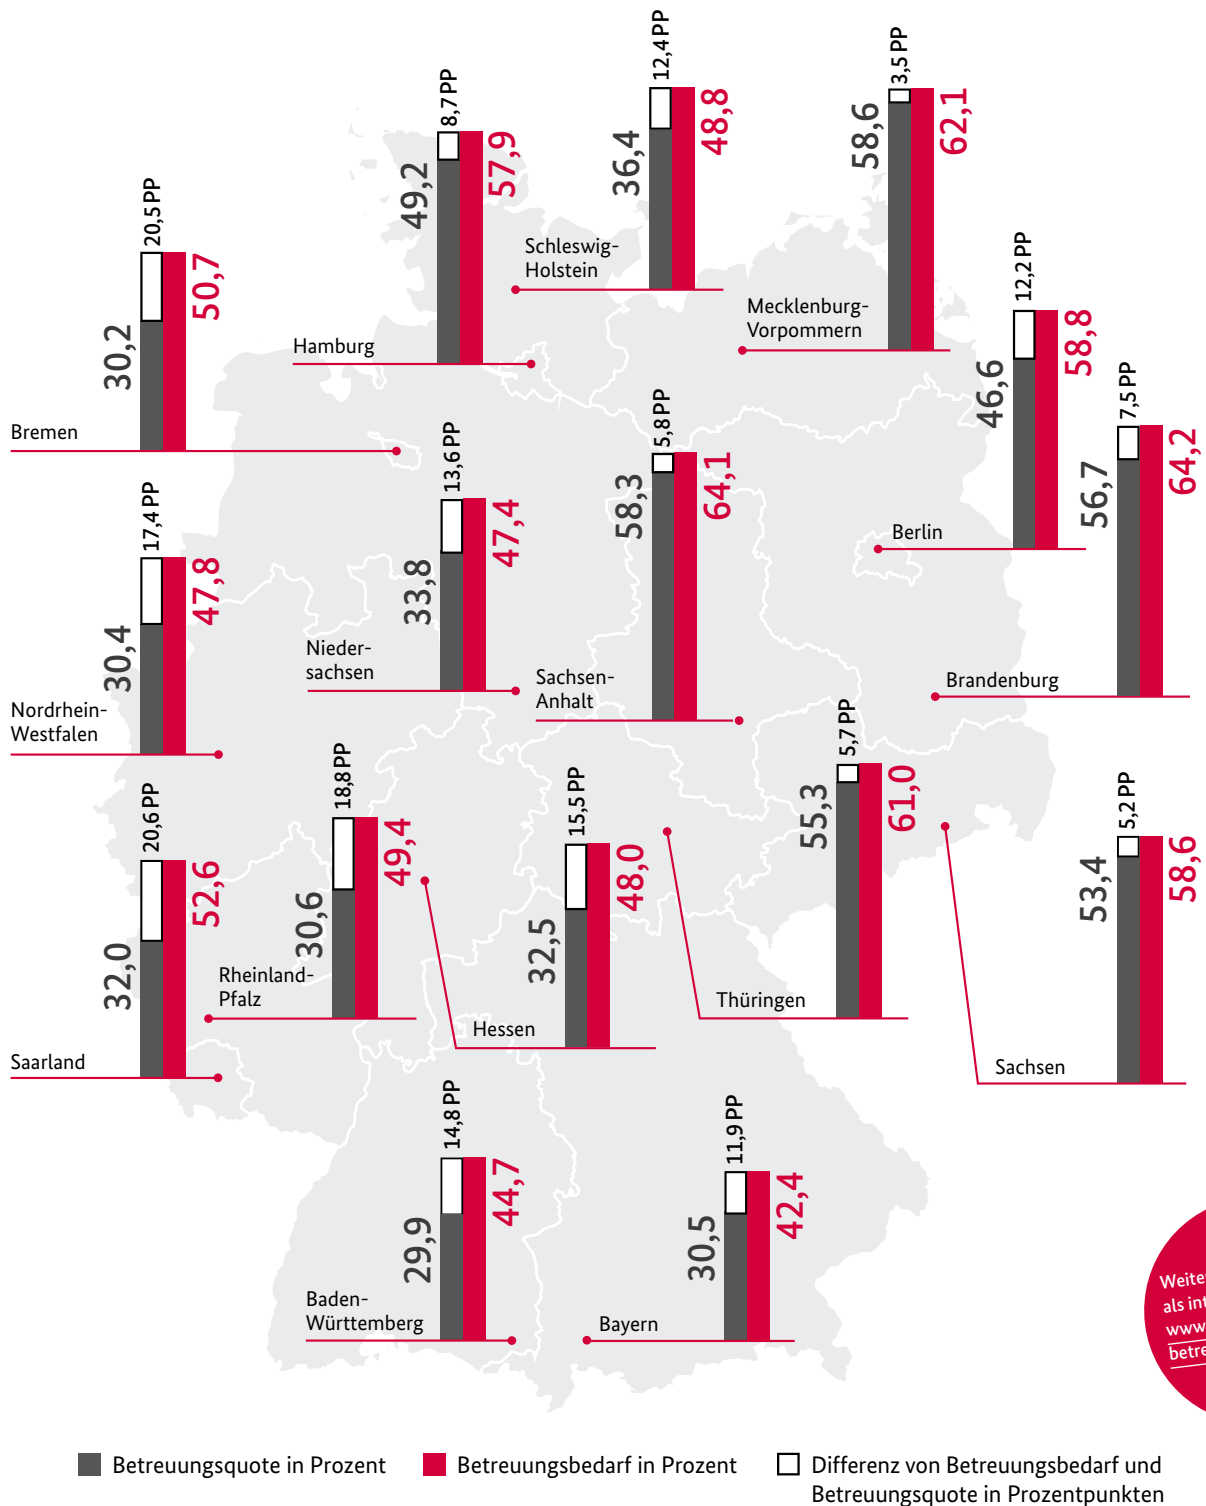 8,7 PP
49,2
57,9
Hamburg
12,4 PP
36,4
48,8
Schleswig-
Holstein
3,5 PP
58,6
62,1
Mecklenburg-
Vorpommern
20,5 PP
30,2
50,7
Bremen
12,2 PP
46,6
58,8
Berlin
7,5 PP
56,7
64,2
Brandenburg
13,6 PP
33,8
47,4
Nieder-
sachsen
5,8 PP
58,3
64,1
Sachsen-
Anhalt
17,4 PP
30,4
47,8
Nordrhein-
Westfalen
20,6 PP
32,0
52,6
Saarland
18,8 PP
30,6
49,4
Rheinland-
Pfalz
15,5 PP
32,5
48,0
Hessen
5,7 PP
55,3
61,0
Thüringen
5,2 PP
53,4
58,6
Sachsen
14,8 PP
29,9
44,7
Baden-
Württemberg
11,9 PP
30,5
42,4
Bayern
als
www
Betreuungsquote in Prozent
Betreuungsbedarf in Prozent
Differenz von Betreuungsbedarf und
Betreuungsquote in Prozentpunkten